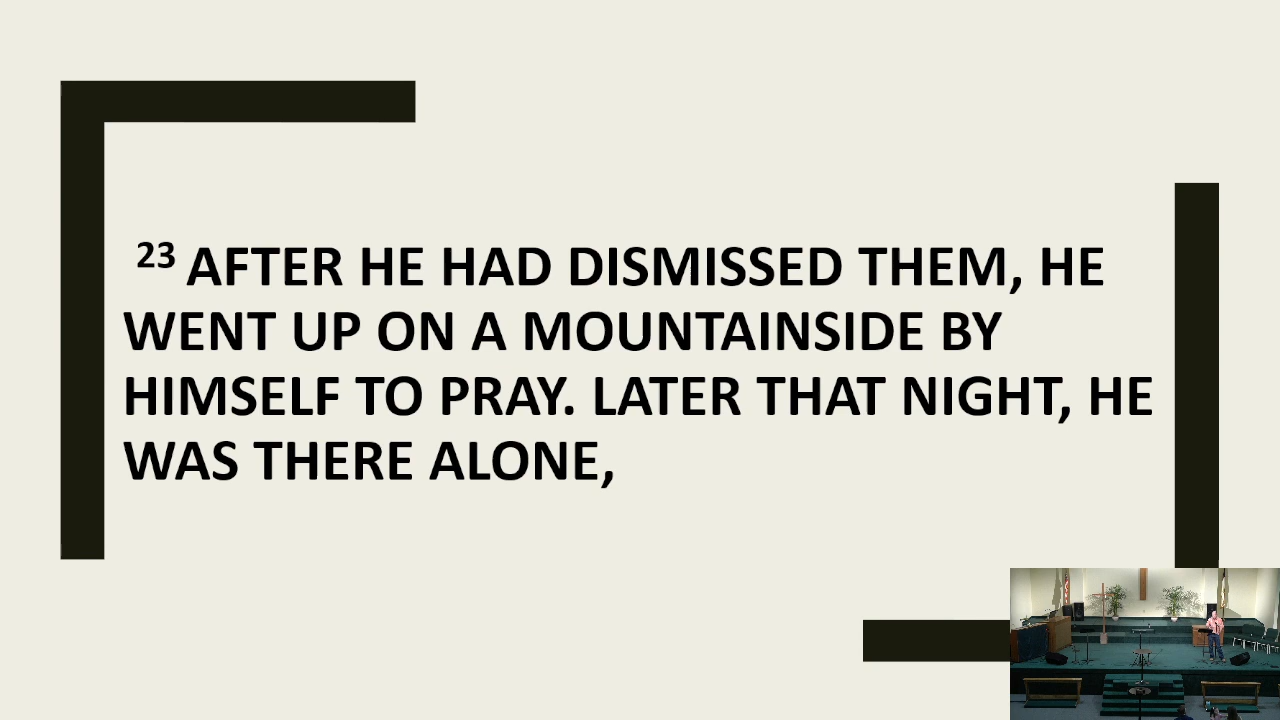 23 AFTER HE HAD DISMISSED THEM, HE
WENT UP ON A MOUNTAINSIDE BY
HIMSELF TO PRAY. LATER THAT NIGHT, HE
WAS THERE ALONE,